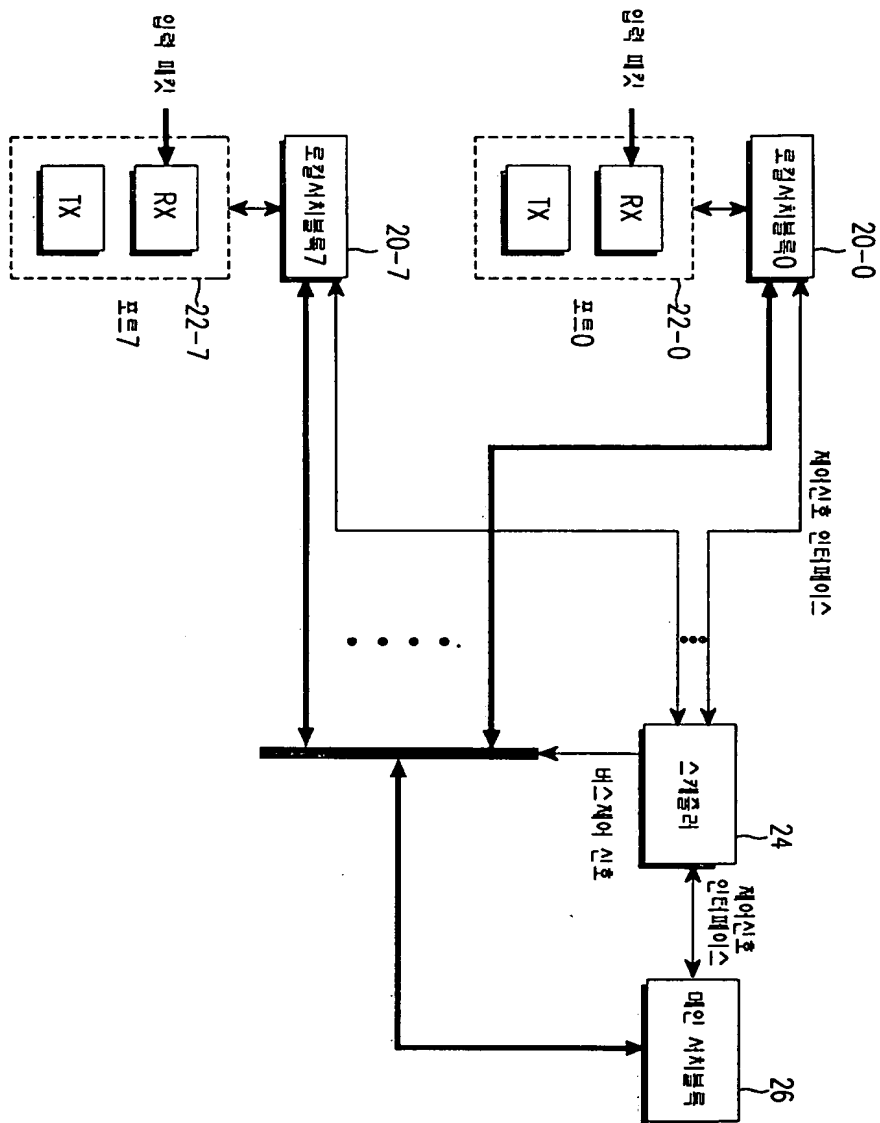 20-0
제어신호 인터페이스
로컬서치블록0
24
26
제어신호
인터페이스
스케줄러
메인 서치블록
22-0
입력 패킷
RX
TX
포트0
버스제어 신호
20-7
로컬서치블록7
22-7
입력 패킷
RX
TX
포트7